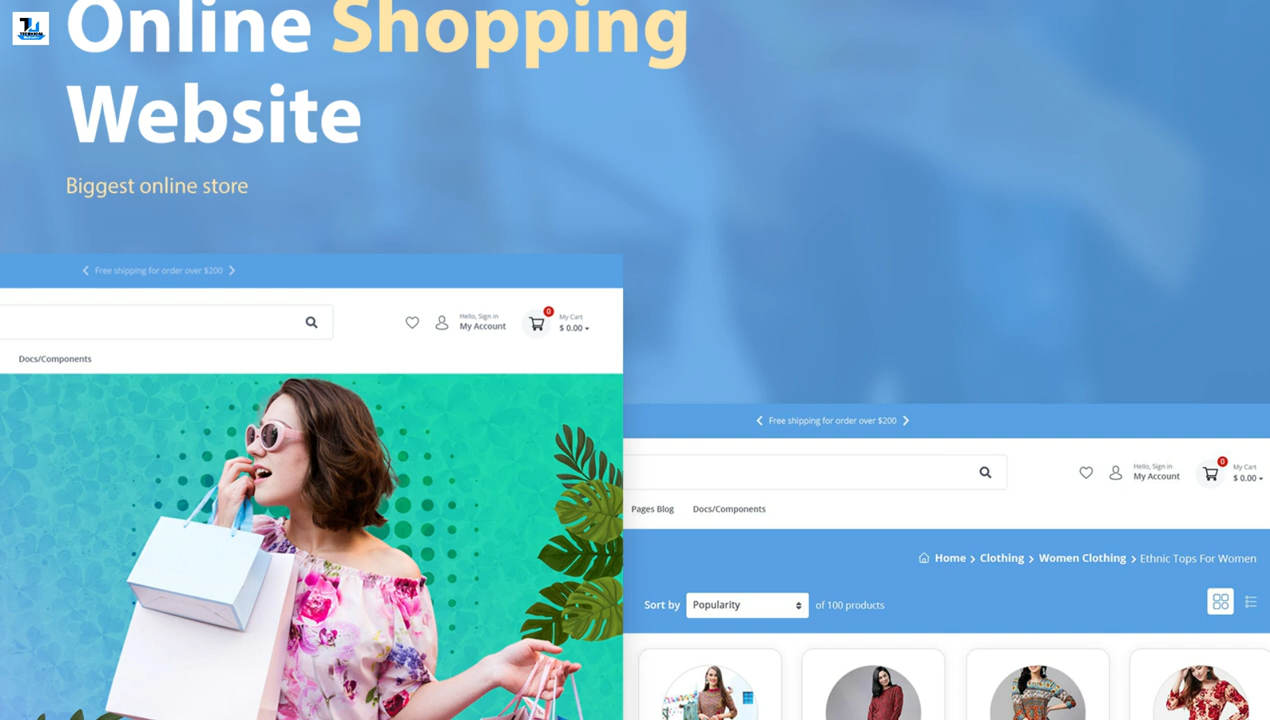 TU
TECHNICAL
Online Shopping
Website
Biggest online store
Free shipping for order over $200
Hello, Sign in
My Account
0
My Cart
$ 0.00
Docs/Components
Free shipping for order over $200
Hello, Sign in
My Account
0
My Cart
$ 0.00
Pages Blog Docs/Components
Home > Clothing > Women Clothing > Ethnic Tops For Women
Sort by Popularity of 100 products